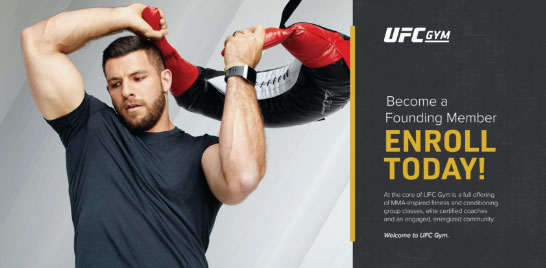 UFC GYM
Become a
Founding Member
ENROLL
TODAY!
At the core of UFC Gym is a full offering
of MMA-inspired fitness and conditioning
group classes, elite certified coaches
and an engaged, energized community.
Welcome to UFC Gym.